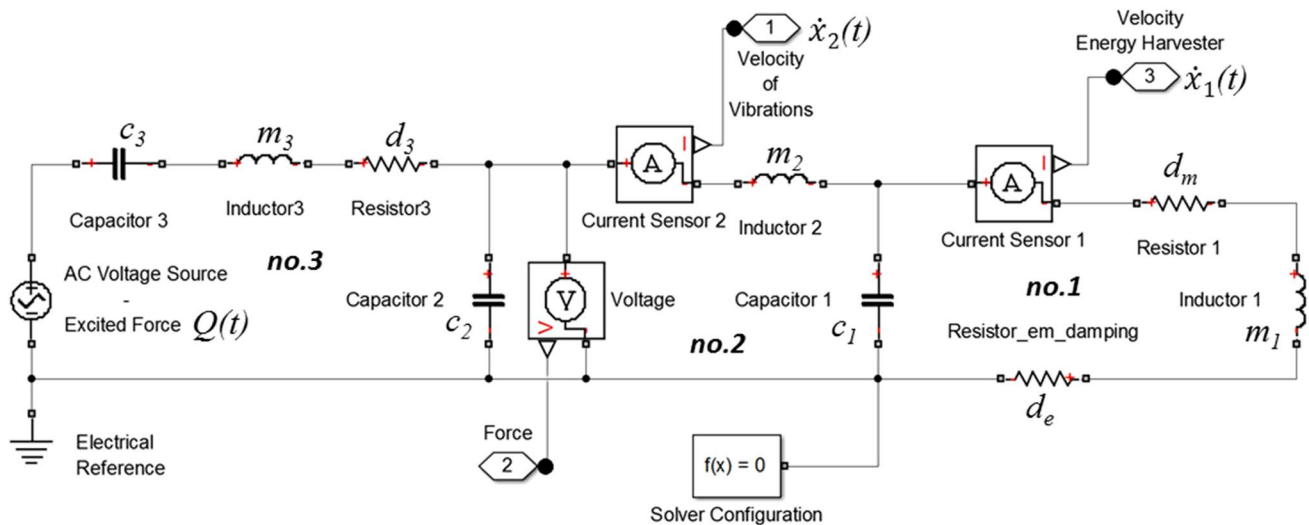 1
ẋ₂(t)
Velocity
of
Vibrations
Velocity
Energy Harvester
3
ẋ₁(t)
c₃
m₃
d₃
Capacitor 3
Inductor3
Resistor3
A
I
Current Sensor 2
m₂
Inductor 2
A
I
Current Sensor 1
dₘ
Resistor 1
AC Voltage Source
-
Excited Force Q(t)
no.3
Capacitor 2
c₂
V
V
Voltage
no.2
Capacitor 1
c₁
no.1
Inductor 1
m₁
Resistor_em_damping
dₑ
Electrical
Reference
Force
2
f(x) = 0
Solver Configuration